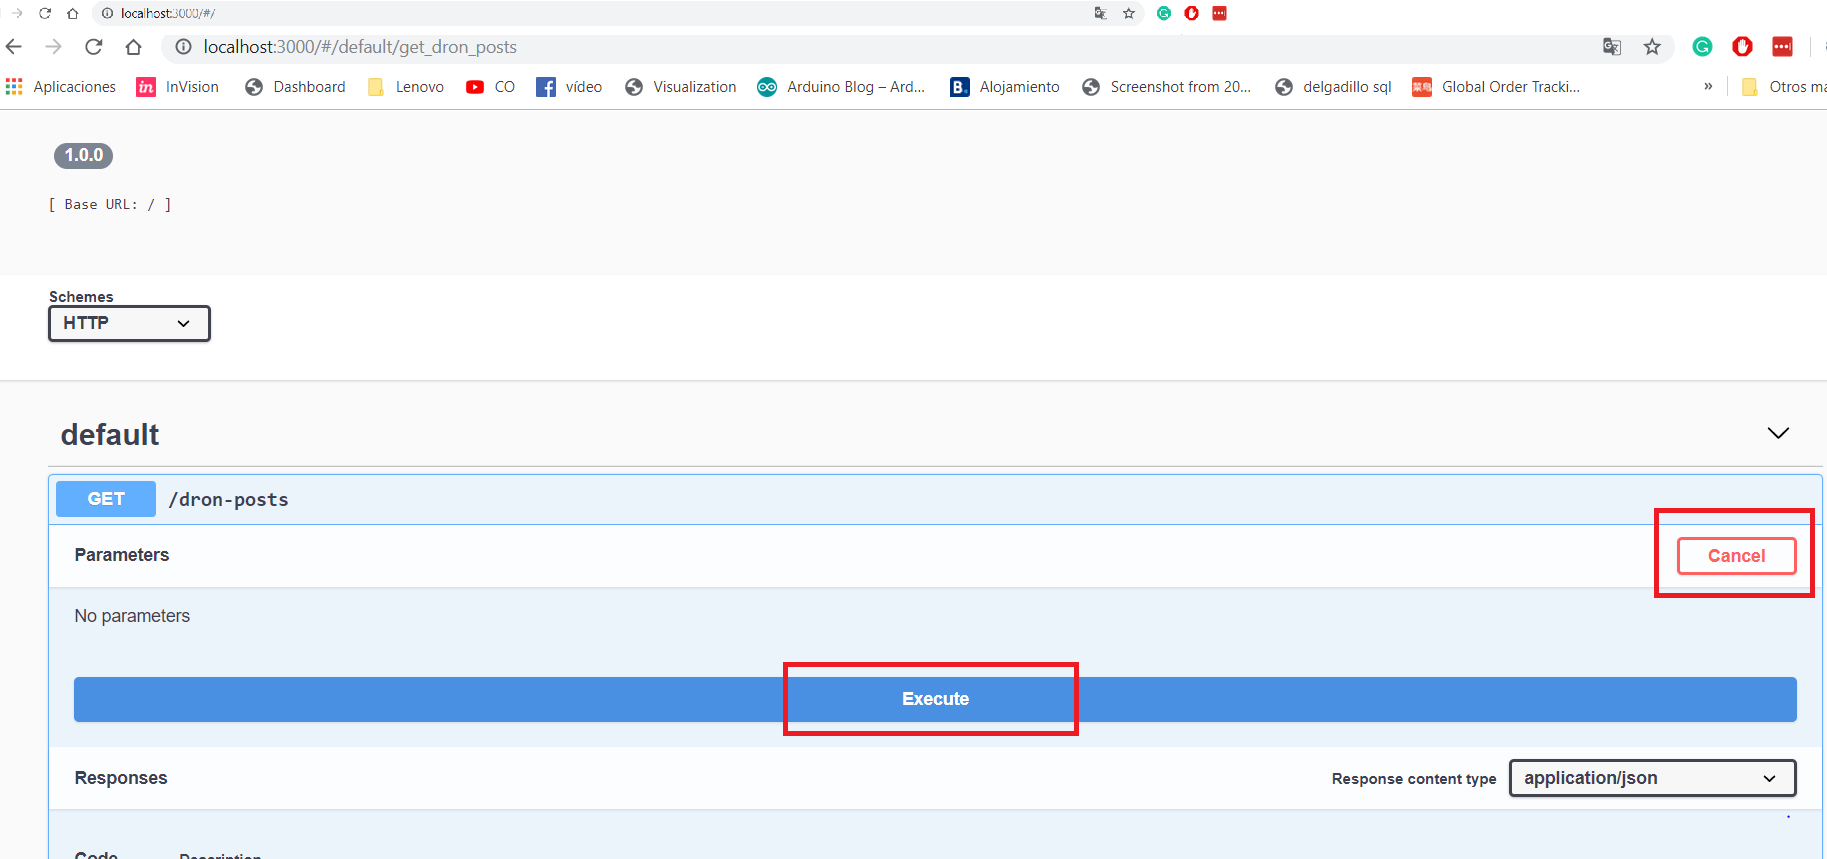 localhost:3000/#/
localhost:3000/#/default/get_dron_posts
Aplicaciones InVision Dashboard Lenovo CO vídeo Visualization Arduino Blog – Ard... Alojamiento Screenshot from 20... delgadillo sql Global Order Tracki... » Otros ma
1.0.0
[ Base URL: / ]
Schemes
HTTP
default
GET /dron-posts
Parameters Cancel
No parameters
Execute
Responses Response content type application/json
Code Description